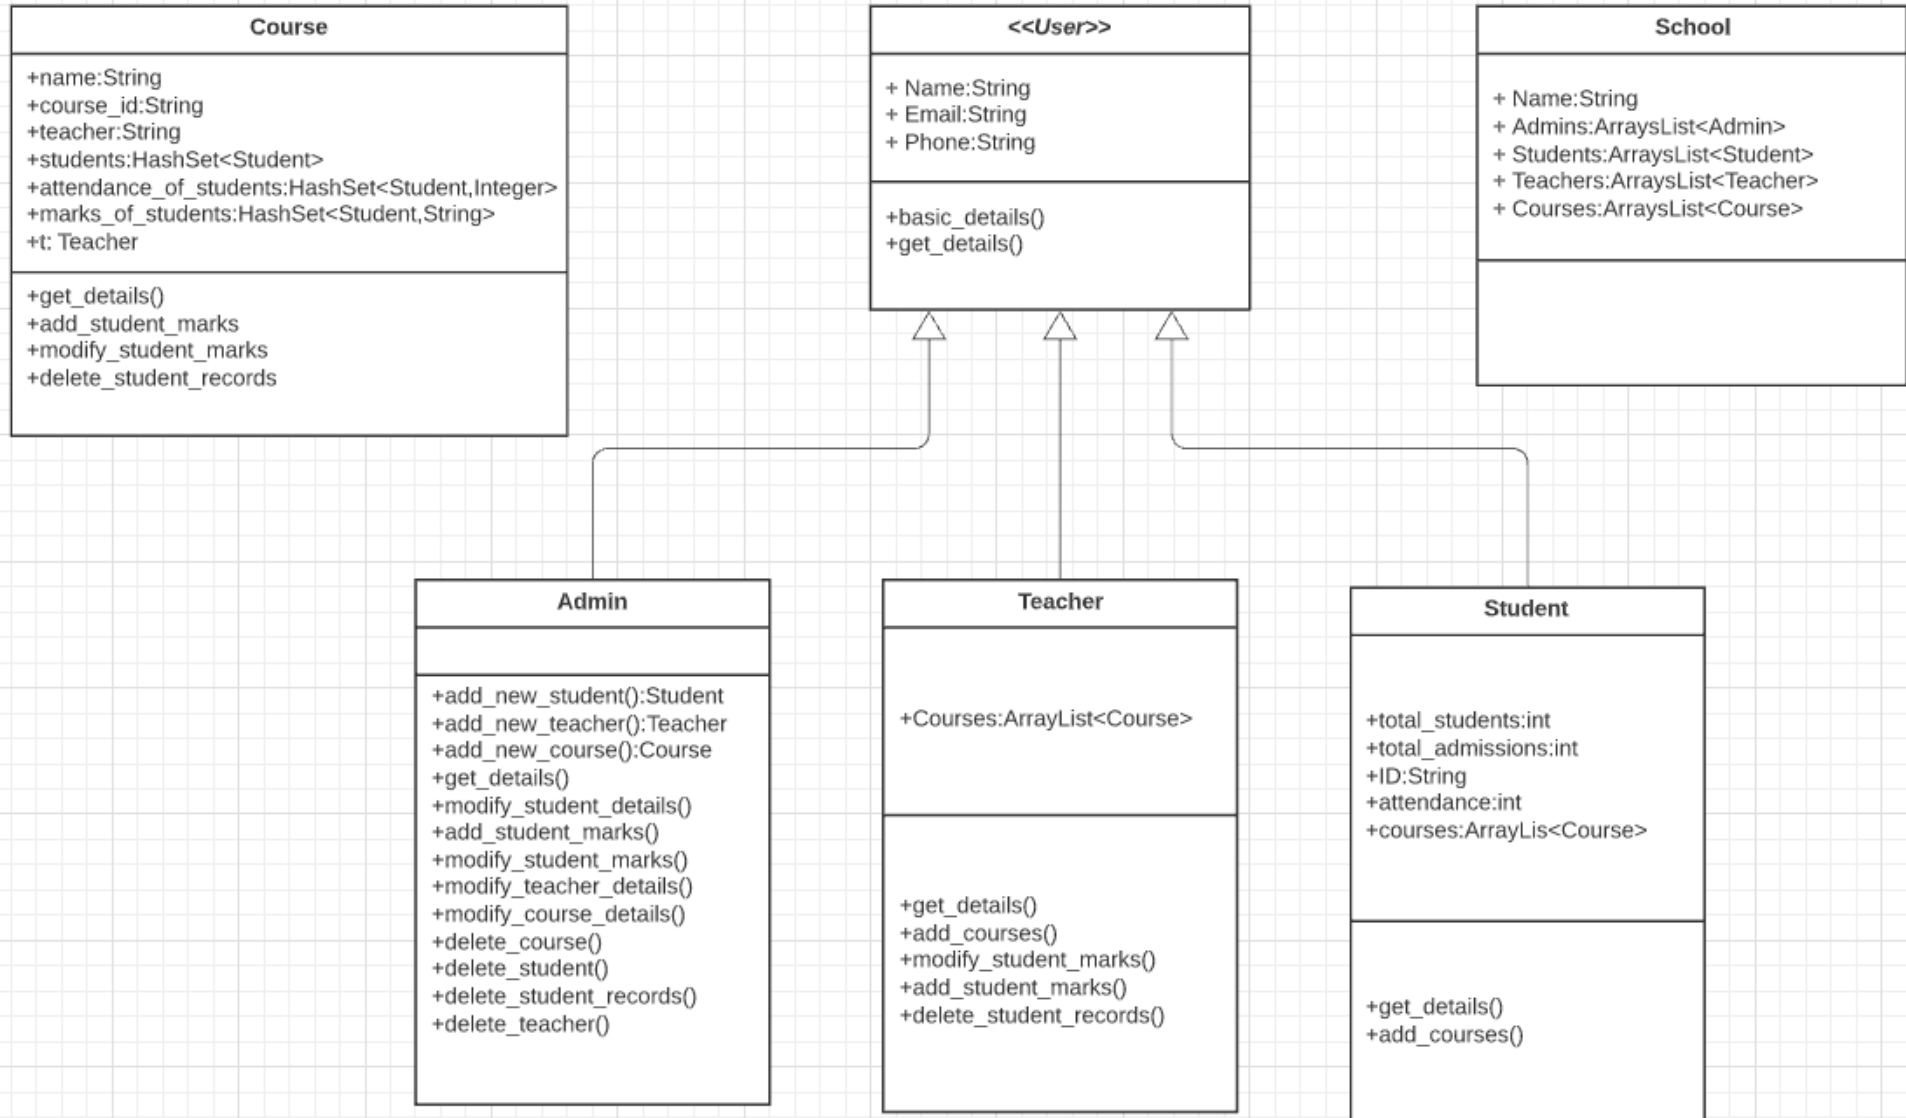 Course
+name:String
+course_id:String
+teacher:String
+students:HashSet<Student>
+attendance_of_students:HashSet<Student,Integer>
+marks_of_students:HashSet<Student,String>
+t: Teacher
+get_details()
+add_student_marks
+modify_student_marks
+delete_student_records
<<User>>
+ Name:String
+ Email:String
+ Phone:String
+basic_details()
+get_details()
School
+ Name:String
+ Admins:ArraysList<Admin>
+ Students:ArraysList<Student>
+ Teachers:ArraysList<Teacher>
+ Courses:ArraysList<Course>
Admin
+add_new_student():Student
+add_new_teacher():Teacher
+add_new_course():Course
+get_details()
+modify_student_details()
+add_student_marks()
+modify_student_marks()
+modify_teacher_details()
+modify_course_details()
+delete_course()
+delete_student()
+delete_student_records()
+delete_teacher()
Teacher
+Courses:ArrayList<Course>
+get_details()
+add_courses()
+modify_student_marks()
+add_student_marks()
+delete_student_records()
Student
+total_students:int
+total_admissions:int
+ID:String
+attendance:int
+courses:ArrayLis<Course>
+get_details()
+add_courses()